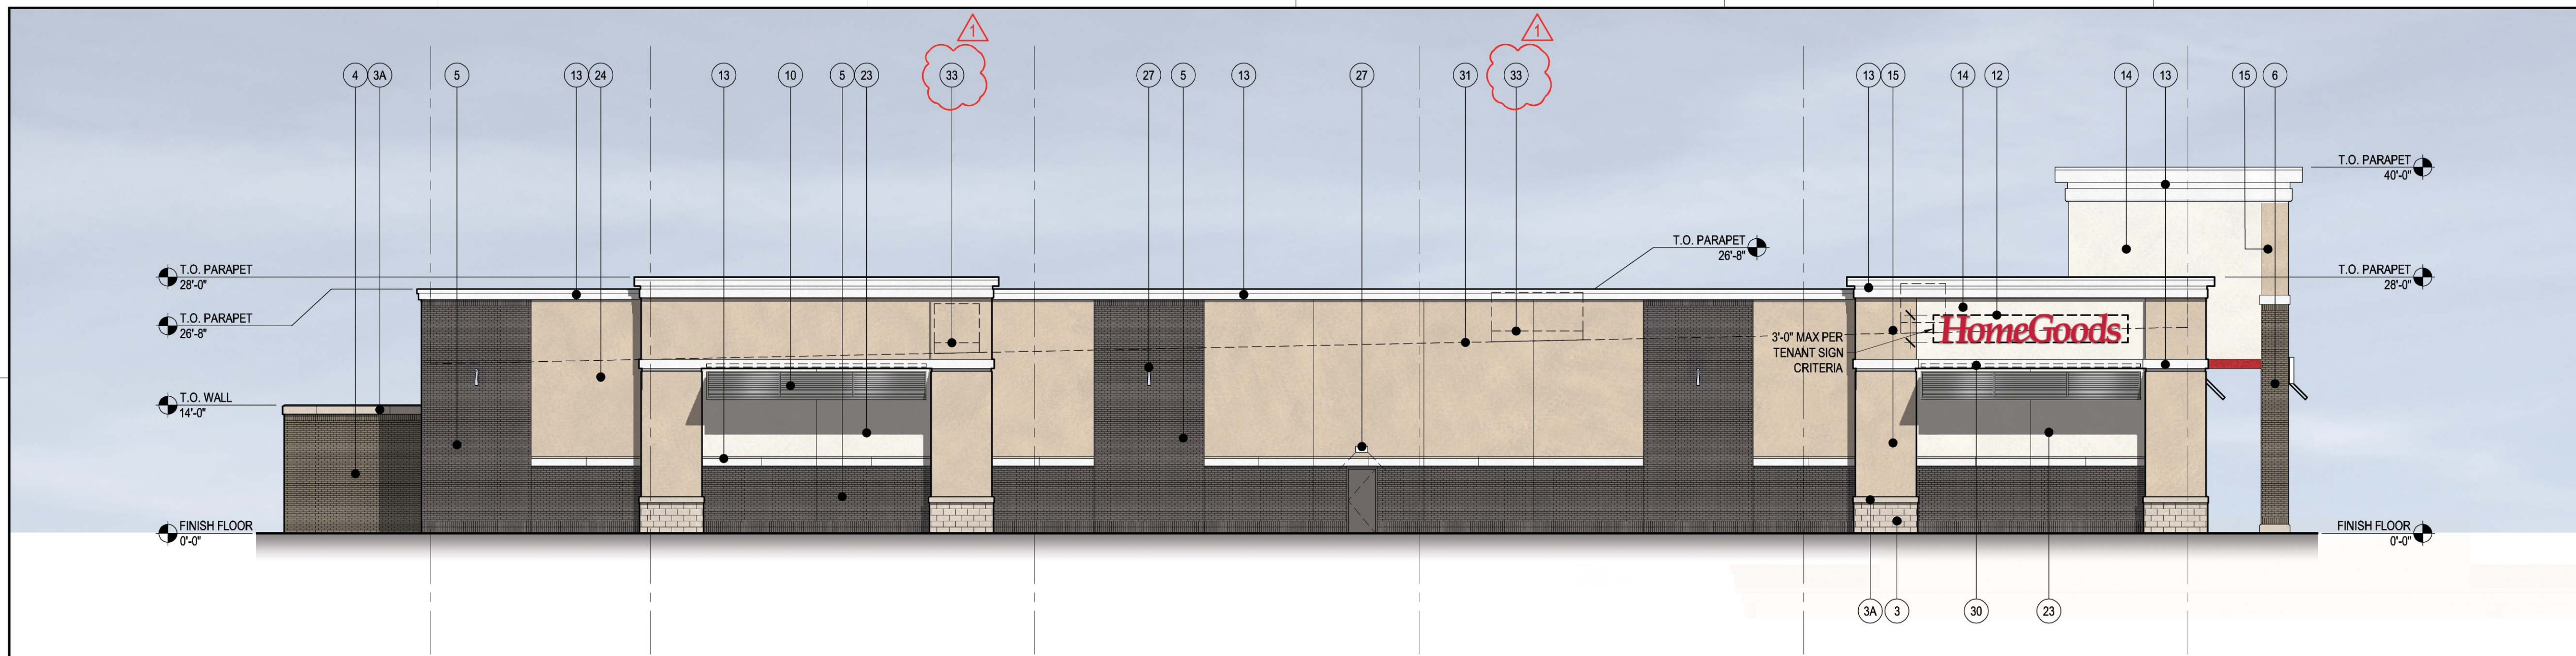 1
1
4
3A
5
13
24
13
10
5
23
33
27
5
13
27
31
33
13
15
14
12
14
13
15
6
T.O. PARAPET
40'-0"
T.O. PARAPET
26'-8"
T.O. PARAPET
28'-0"
T.O. PARAPET
28'-0"
T.O. PARAPET
26'-8"
HomeGoods
3'-0" MAX PER
TENANT SIGN
CRITERIA
T.O. WALL
14'-0"
FINISH FLOOR
0'-0"
FINISH FLOOR
0'-0"
3A
3
30
23